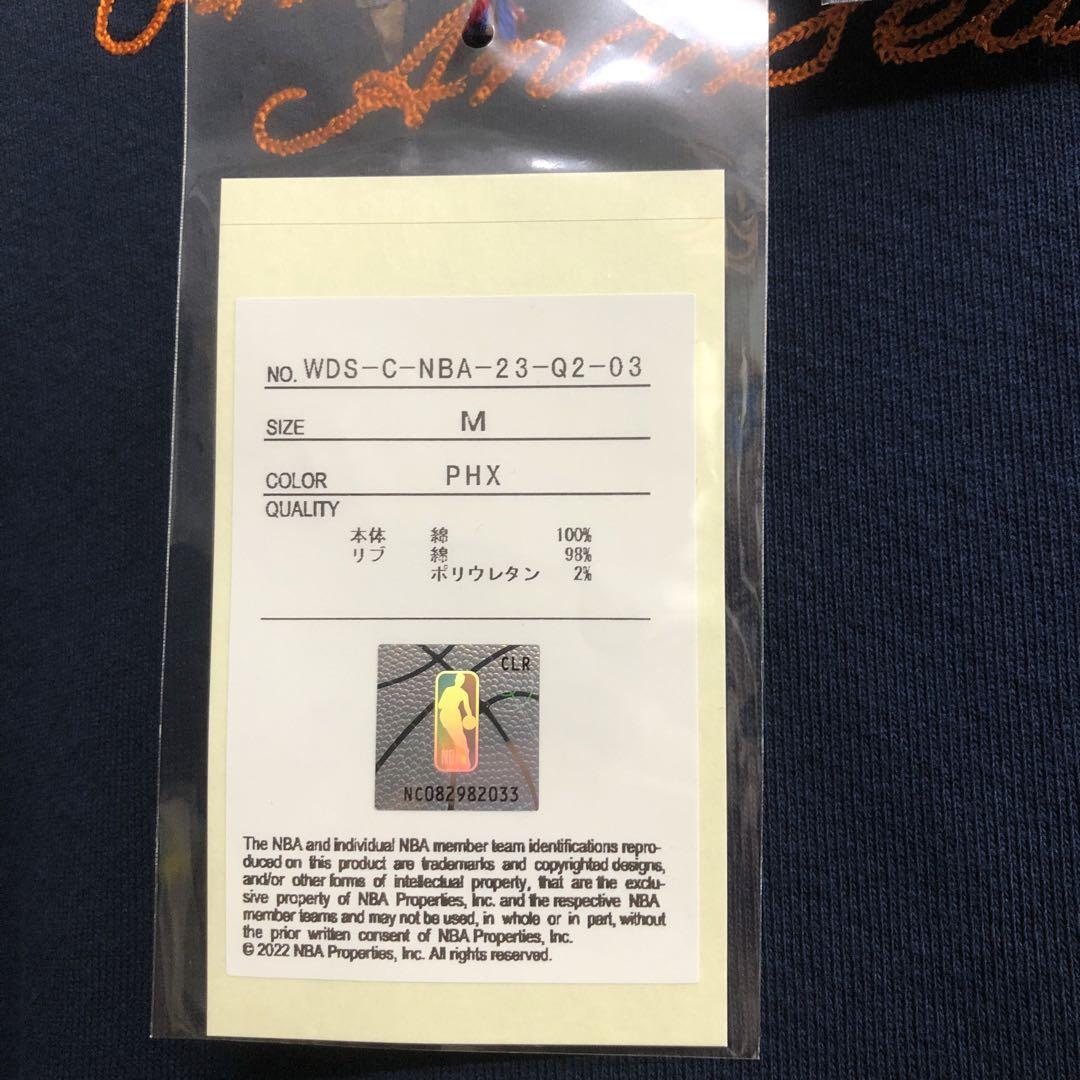 NO. WDS-C-NBA-23-Q2-03
SIZE M
COLOR PHX
QUALITY
本体 綿 100%
リブ 綿 98%
ポリウレタン 2%
CLR
NBA
NC082982033
The NBA and individual NBA member team identifications repro-
duced on this product are trademarks and copyrighted designs,
and/or other forms of intellectual property, that are the exclu-
sive property of NBA Properties, Inc. and the respective NBA
member teams and may not be used, in whole or in part, without
the prior written consent of NBA Properties, Inc.
© 2022 NBA Properties, Inc. All rights reserved.